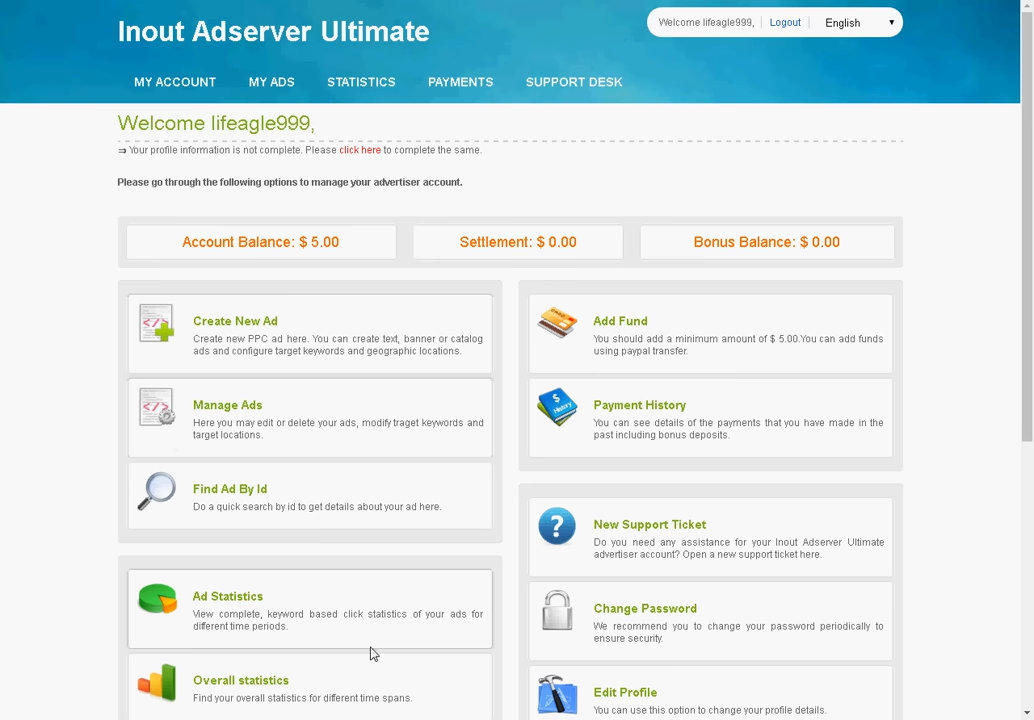 Inout Adserver Ultimate
Welcome lifeagle999,
Logout
English
MY ACCOUNT
MY ADS
STATISTICS
PAYMENTS
SUPPORT DESK
Welcome lifeagle999,
⇒ Your profile information is not complete. Please click here to complete the same.
Please go through the following options to manage your advertiser account.
Account Balance: $ 5.00
Settlement: $ 0.00
Bonus Balance: $ 0.00
Create New Ad
Create new PPC ad here. You can create text, banner or catalog
ads and configure target keywords and geographic locations.
Manage Ads
Here you may edit or delete your ads, modify traget keywords and
target locations.
Find Ad By Id
Do a quick search by id to get details about your ad here.
Ad Statistics
View complete, keyword based click statistics of your ads for
different time periods.
Overall statistics
Find your overall statistics for different time spans.
Add Fund
You should add a minimum amount of $ 5.00.You can add funds
using paypal transfer.
$
History
Payment History
You can see details of the payments that you have made in the
past including bonus deposits.
?
New Support Ticket
Do you need any assistance for your Inout Adserver Ultimate
advertiser account? Open a new support ticket here.
Change Password
We recommend you to change your password periodically to
ensure security.
Edit Profile
You can use this option to change your profile details.